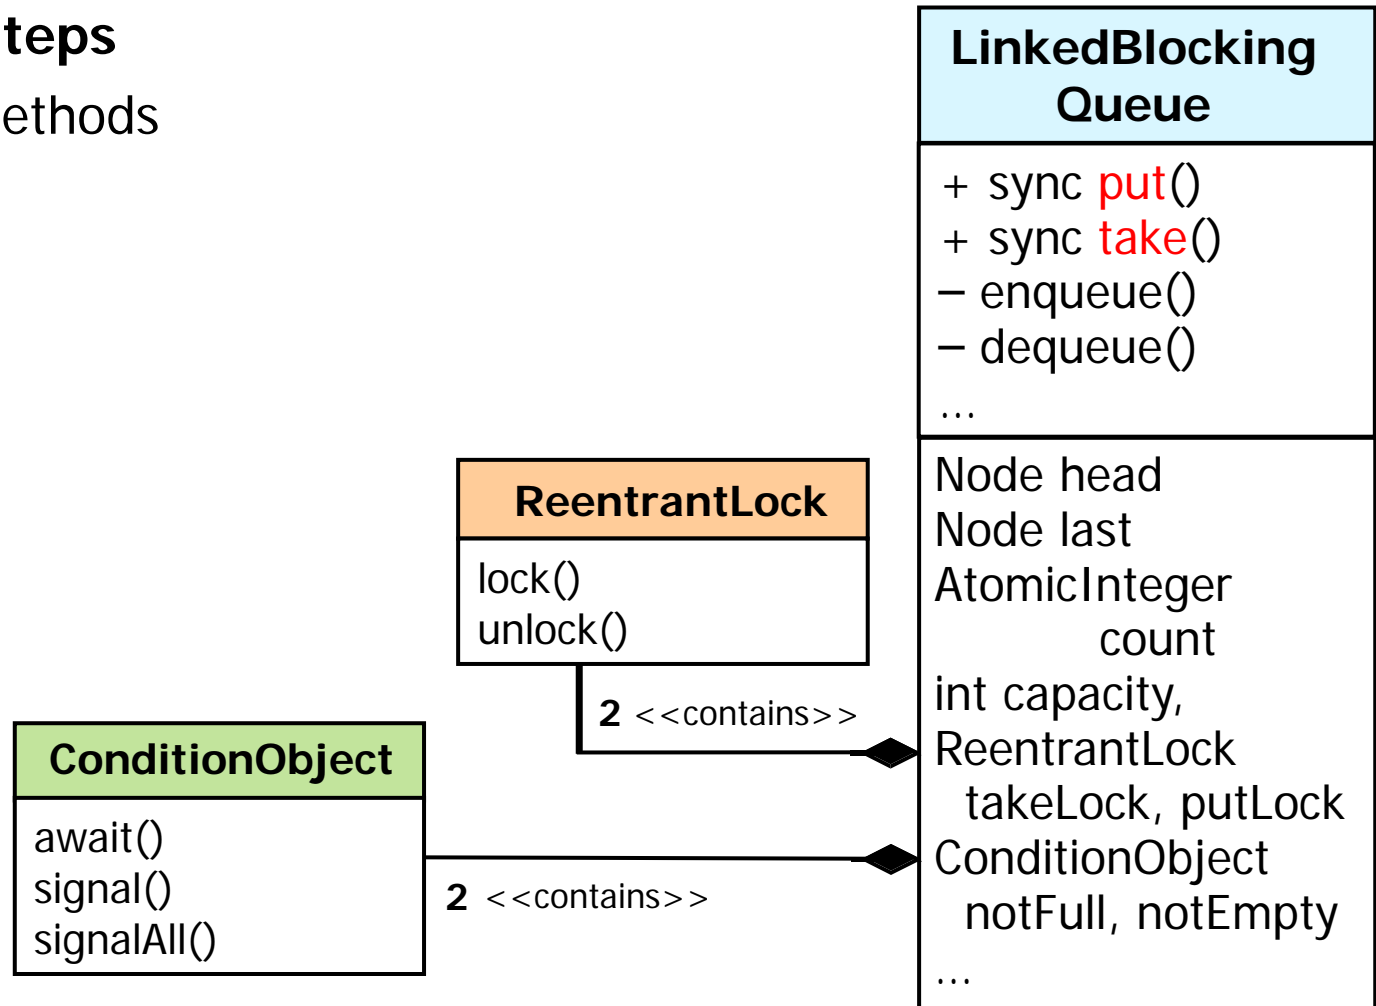 teps
ethods
LinkedBlocking
Queue
+ sync put()
+ sync take()
– enqueue()
– dequeue()
...
Node head
Node last
AtomicInteger
count
int capacity,
ReentrantLock
takeLock, putLock
ConditionObject
notFull, notEmpty
...
ReentrantLock
lock()
unlock()
2 <<contains>>
ConditionObject
await()
signal()
signalAll()
2 <<contains>>